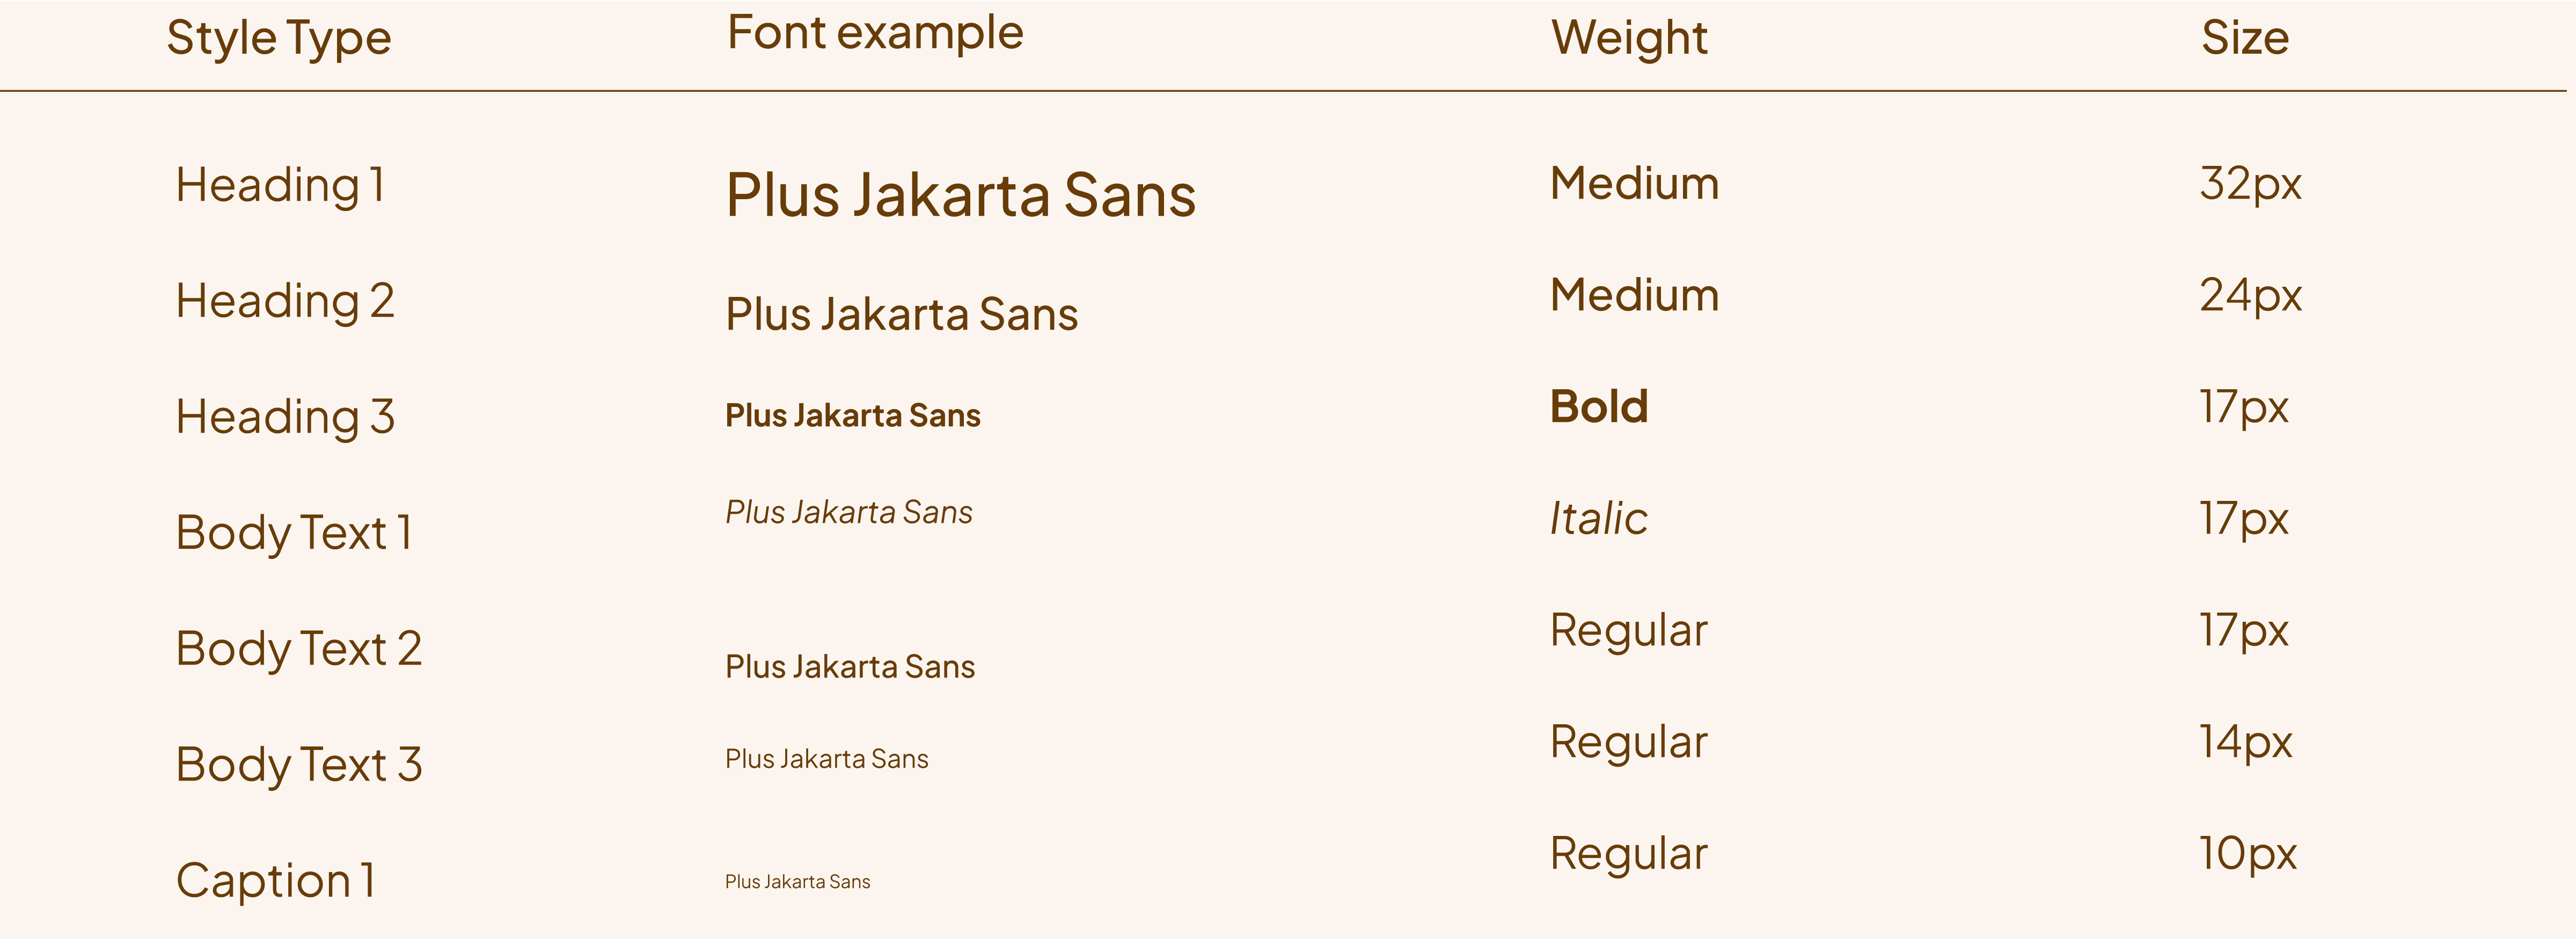 Style Type Font example Weight Size
Heading 1 Plus Jakarta Sans Medium 32px
Heading 2 Plus Jakarta Sans Medium 24px
Heading 3 Plus Jakarta Sans Bold 17px
Body Text 1 Plus Jakarta Sans Italic 17px
Body Text 2 Plus Jakarta Sans Regular 17px
Body Text 3 Plus Jakarta Sans Regular 14px
Caption 1 Plus Jakarta Sans Regular 10px